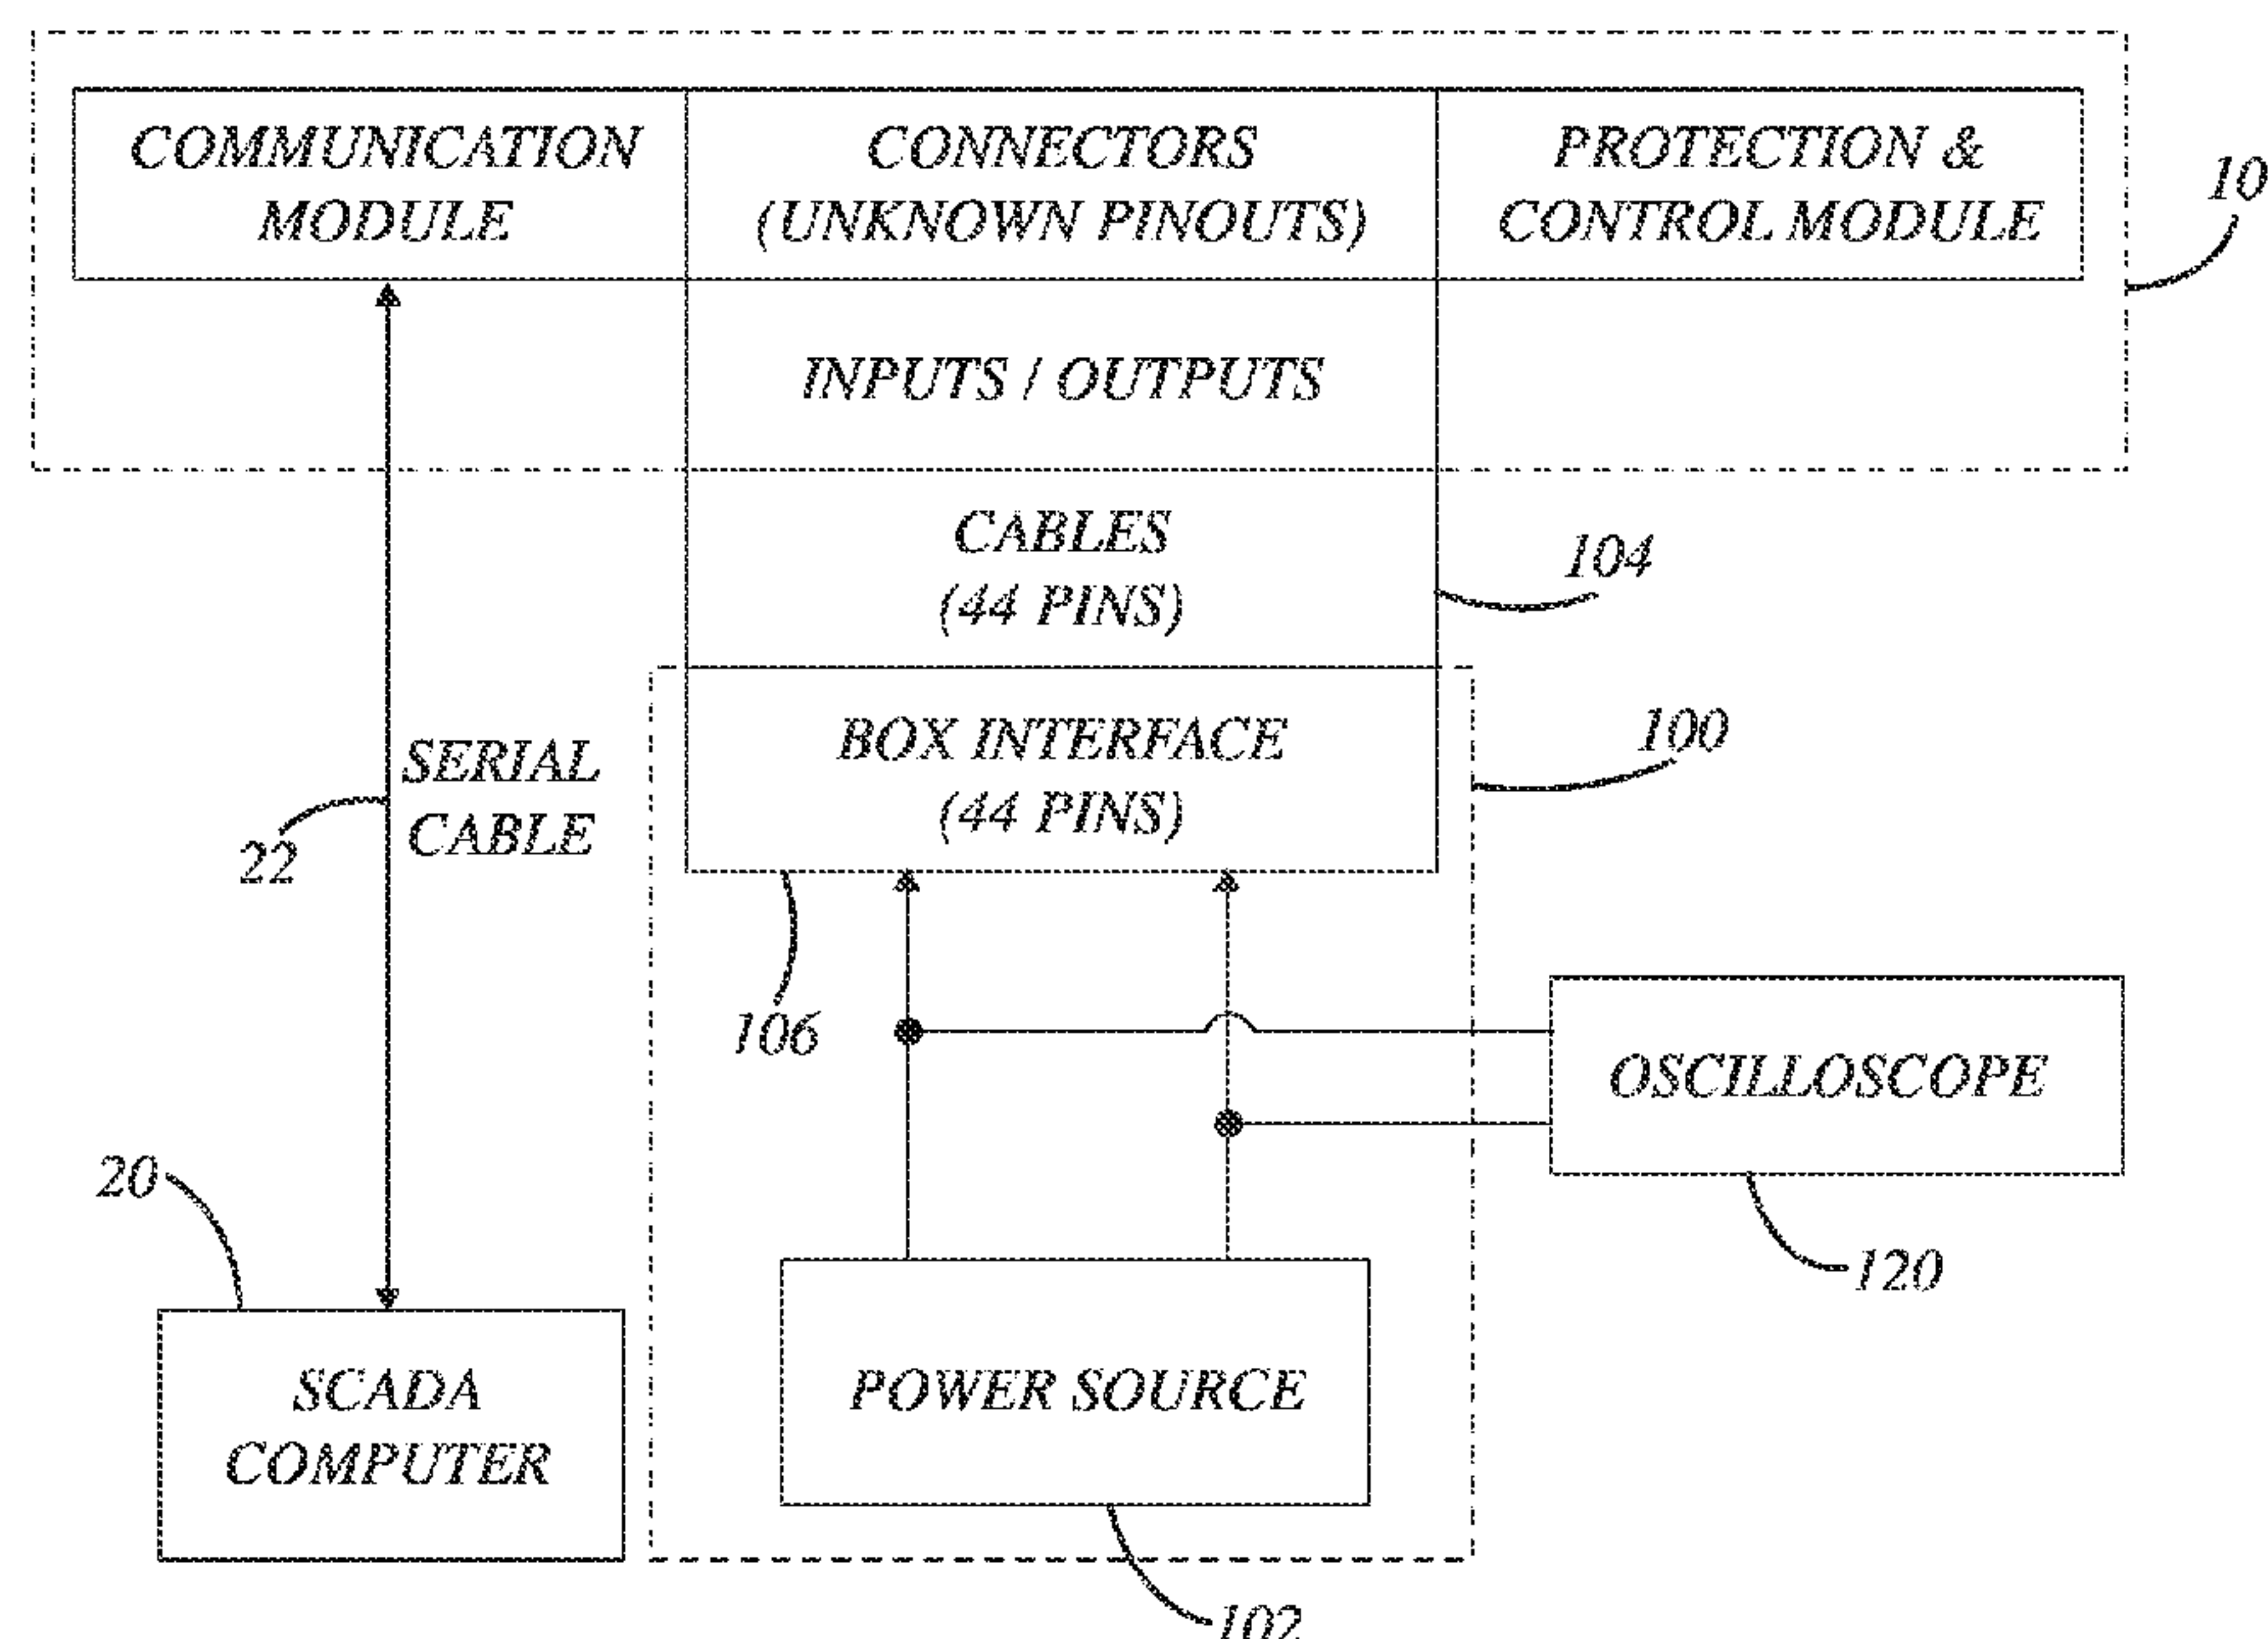 COMMUNICATION
MODULE
CONNECTORS
(UNKNOWN PINOUTS)
PROTECTION &
CONTROL MODULE
10
INPUTS / OUTPUTS
CABLES
(44 PINS)
104
BOX INTERFACE
(44 PINS)
100
SERIAL
CABLE
22
106
OSCILLOSCOPE
120
20
SCADA
COMPUTER
POWER SOURCE
102